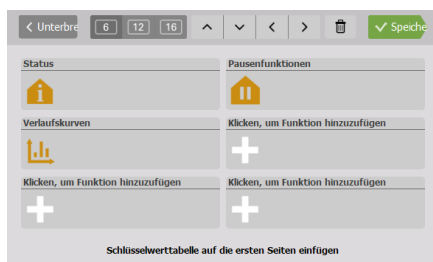 Unterbre 6 12 16 Speiche
Status Pausenfunktionen
Verlaufskurven Klicken, um Funktion hinzuzufügen
Klicken, um Funktion hinzuzufügen Klicken, um Funktion hinzuzufügen
Schlüsselwerttabelle auf die ersten Seiten einfügen